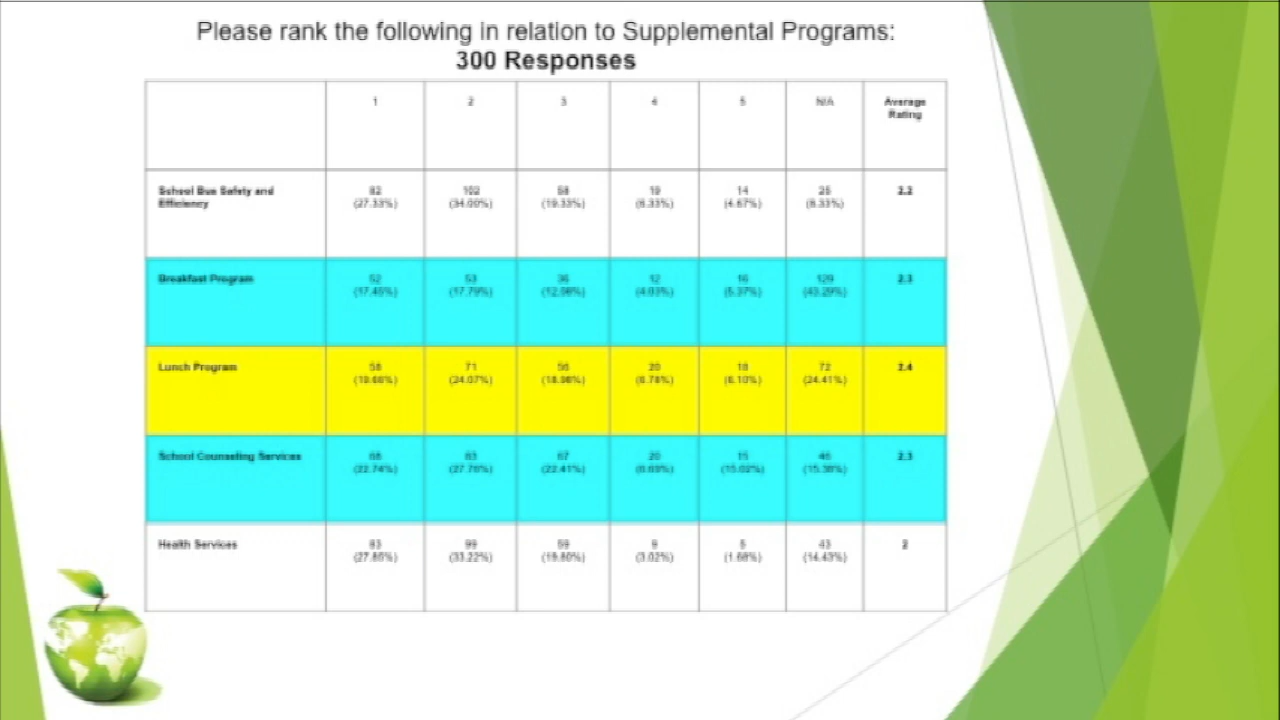 Please rank the following in relation to Supplemental Programs:
300 Responses
1 2 3 4 5 N/A Average
Rating
School Bus Safety and 82 102 58 19 14 25 2.2
Efficiency (27.33%) (34.00%) (19.33%) (6.33%) (4.67%) (8.33%)
Breakfast Program 52 53 36 12 16 129 2.3
(17.45%) (17.79%) (12.08%) (4.03%) (5.37%) (43.29%)
Lunch Program 58 71 56 20 18 72 2.4
(19.66%) (24.07%) (18.98%) (6.78%) (6.10%) (24.41%)
School Counseling Services 68 83 67 20 15 46 2.3
(22.74%) (27.76%) (22.41%) (6.69%) (15.02%) (15.38%)
Health Services 83 99 59 9 5 43 2
(27.85%) (33.22%) (19.80%) (3.02%) (1.68%) (14.43%)